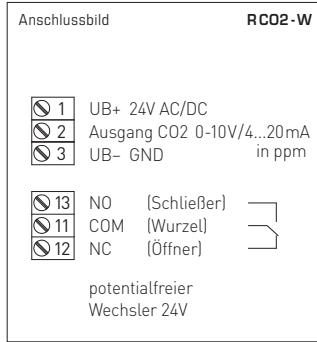 Anschlussbild RCO2-W
1 UB+ 24V AC/DC
2 Ausgang CO2 0-10V/4...20mA
3 UB– GND in ppm
13 NO (Schließer)
11 COM (Wurzel)
12 NC (Öffner)
potentialfreier
Wechsler 24V